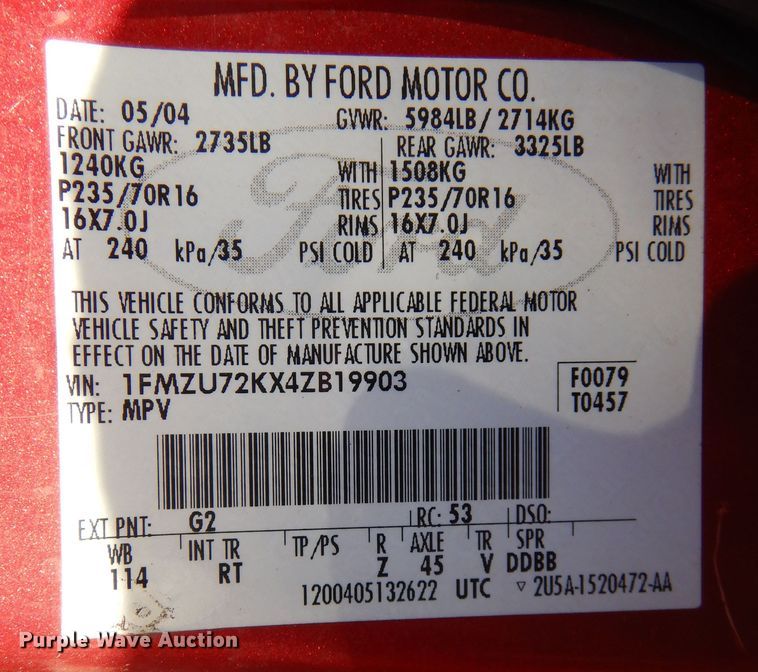 MFD. BY FORD MOTOR CO.
DATE: 05/04 GVWR: 5984LB/ 2714KG
FRONT GAWR: 2735LB REAR GAWR: 3325LB
1240KG WITH 1508KG WITH
P235/70R16 TIRES P235/70R16 TIRES
16X7.0J RIMS 16X7.0J RIMS
AT 240 kPa/35 PSI COLD AT 240 kPa/35 PSI COLD
Ford
THIS VEHICLE CONFORMS TO ALL APPLICABLE FEDERAL MOTOR
VEHICLE SAFETY AND THEFT PREVENTION STANDARDS IN
EFFECT ON THE DATE OF MANUFACTURE SHOWN ABOVE.
VIN: 1FMZU72KX4ZB19903 F0079
TYPE: MPV T0457
EXT PNT: G2 RC: 53 DSO:
WB INT TR TP/PS R AXLE TR SPR
114 RT Z 45 V DDBB
1200405132622 UTC ▽ 2U5A-1520472-AA
Purple Wave Auction
Purple Wave Auction